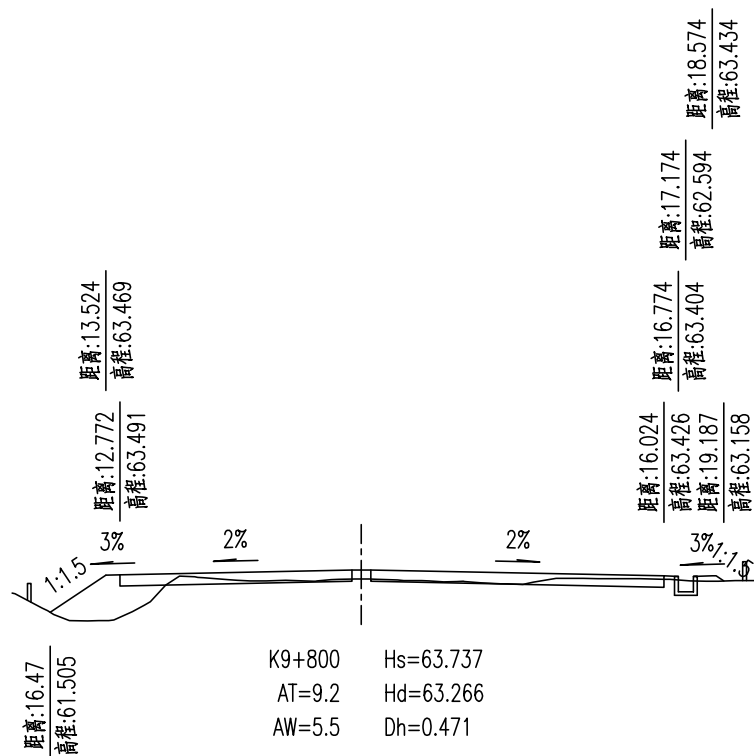 距离:18.574
高程:63.434
距离:17.174
高程:62.594
距离:13.524
高程:63.469
距离:16.774
高程:63.404
距离:12.772
高程:63.491
距离:16.024
高程:63.426
距离:19.187
高程:63.158
1:1.5
3%
2%
2%
3%
1:1.5
距离:16.47
高程:61.505
K9+800
Hs=63.737
AT=9.2
Hd=63.266
AW=5.5
Dh=0.471